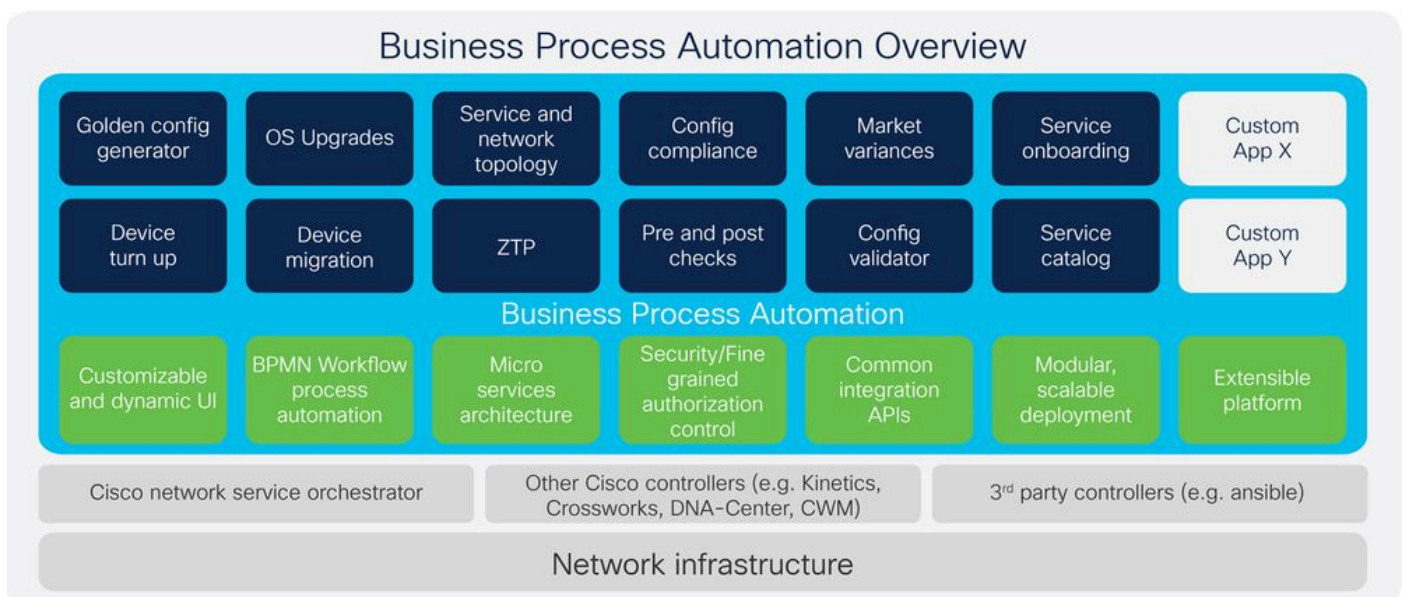 Business Process Automation Overview
Golden config
generator
OS Upgrades
Service and
network
topology
Config
compliance
Market
variances
Service
onboarding
Custom
App X
Device
turn up
Device
migration
ZTP
Pre and post
checks
Config
validator
Service
catalog
Custom
App Y
Business Process Automation
Customizable
and dynamic UI
BPMN Workflow
process
automation
Micro
services
architecture
Security/Fine
grained
authorization
control
Common
integration
APIs
Modular,
scalable
deployment
Extensible
platform
Cisco network service orchestrator
Other Cisco controllers (e.g. Kinetics,
Crossworks, DNA-Center, CWM)
3rd party controllers (e.g. ansible)
Network infrastructure